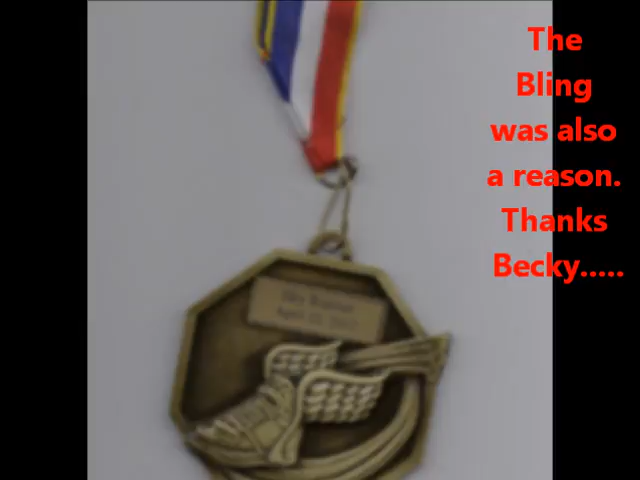 The
Bling
was also
a reason.
Thanks
Becky.....